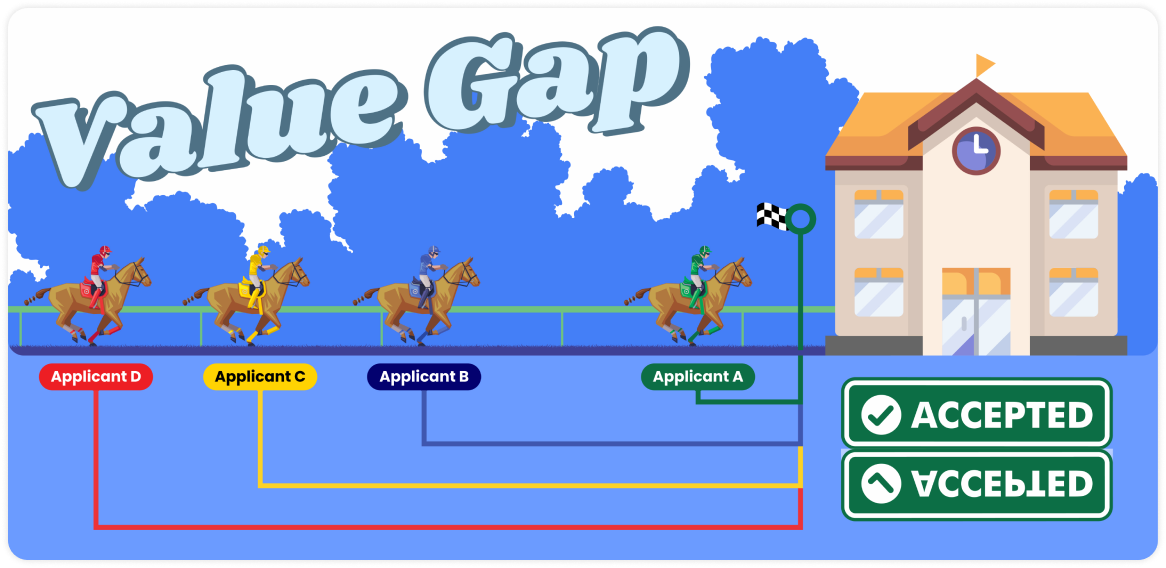 Value Gap
Applicant D
Applicant C
Applicant B
Applicant A
ACCEPTED
ACCEPTED